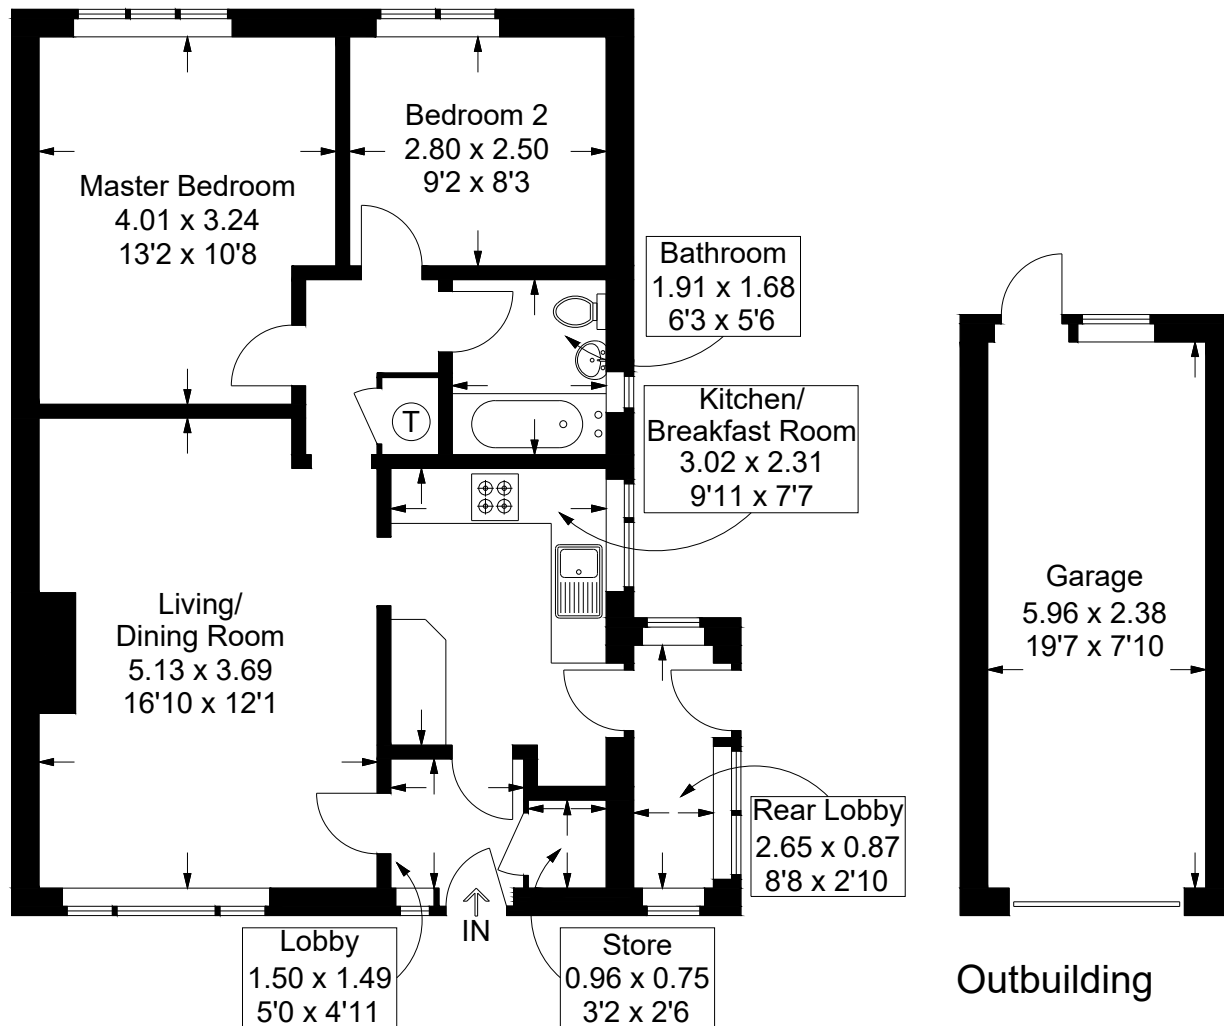 Bedroom 2
2.80 x 2.50
9'2 x 8'3
Master Bedroom
4.01 x 3.24
13'2 x 10'8
Bathroom
1.91 x 1.68
6'3 x 5'6
Kitchen/
Breakfast Room
3.02 x 2.31
9'11 x 7'7
T
Living/
Dining Room
5.13 x 3.69
16'10 x 12'1
Garage
5.96 x 2.38
19'7 x 7'10
Rear Lobby
2.65 x 0.87
8'8 x 2'10
IN
Lobby
1.50 x 1.49
5'0 x 4'11
Store
0.96 x 0.75
3'2 x 2'6
Outbuilding